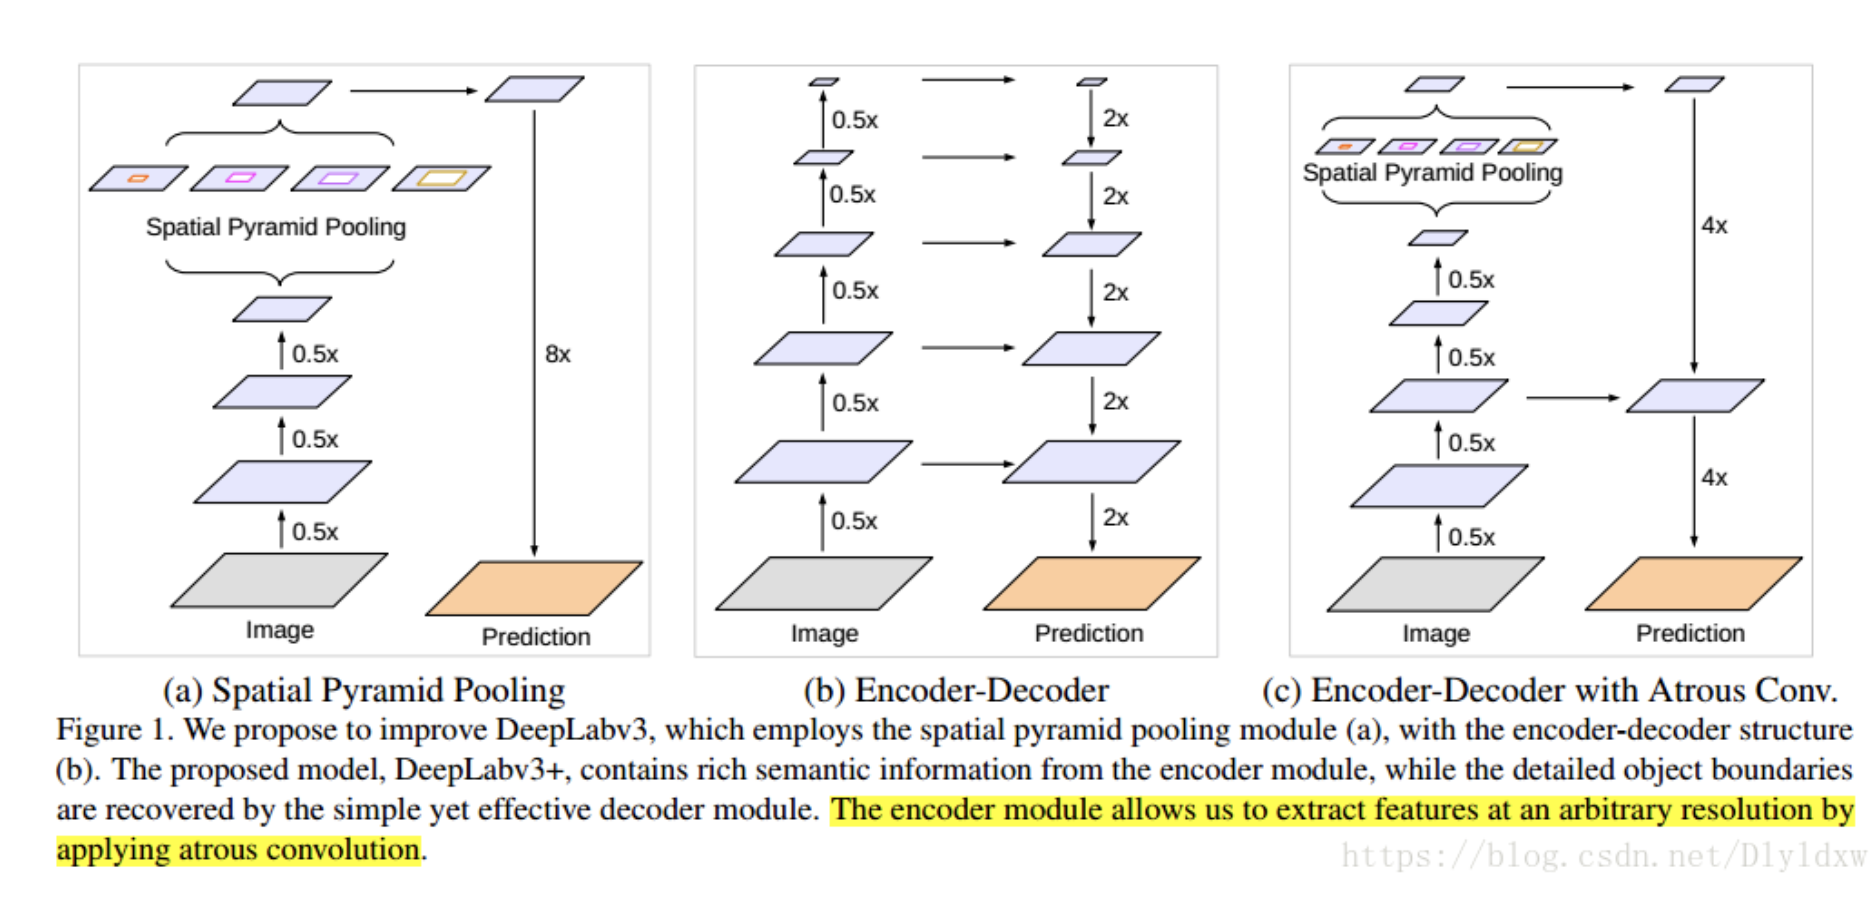 Spatial Pyramid Pooling
0.5x
0.5x
0.5x
8x
Image
Prediction
0.5x
2x
0.5x
2x
0.5x
2x
0.5x
2x
0.5x
2x
Image
Prediction
Spatial Pyramid Pooling
4x
0.5x
0.5x
0.5x
4x
0.5x
Image
Prediction
(a) Spatial Pyramid Pooling
(b) Encoder-Decoder
(c) Encoder-Decoder with Atrous Conv.
Figure 1. We propose to improve DeepLabv3, which employs the spatial pyramid pooling module (a), with the encoder-decoder structure
(b). The proposed model, DeepLabv3+, contains rich semantic information from the encoder module, while the detailed object boundaries
are recovered by the simple yet effective decoder module. The encoder module allows us to extract features at an arbitrary resolution by
applying atrous convolution.
https://blog.csdn.net/Dlyldxw